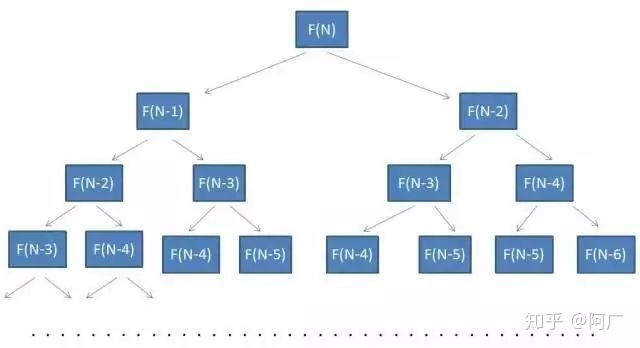 F(N)
F(N-1) F(N-2)
F(N-2) F(N-3) F(N-3) F(N-4)
F(N-3) F(N-4) F(N-4) F(N-5) F(N-4) F(N-5) F(N-5) F(N-6)
知乎 @阿广